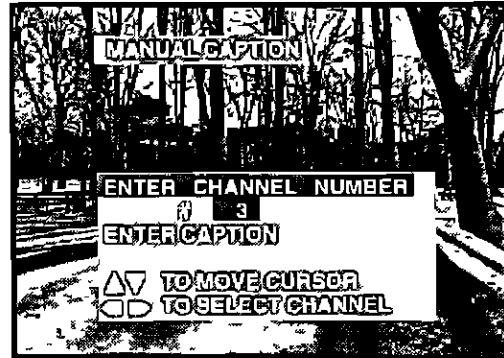 MANUAL CAPTION
ENTER CHANNEL NUMBER
3
ENTER CAPTION
△▽ TO MOVE CURSOR
◁▷ TO SELECT CHANNEL